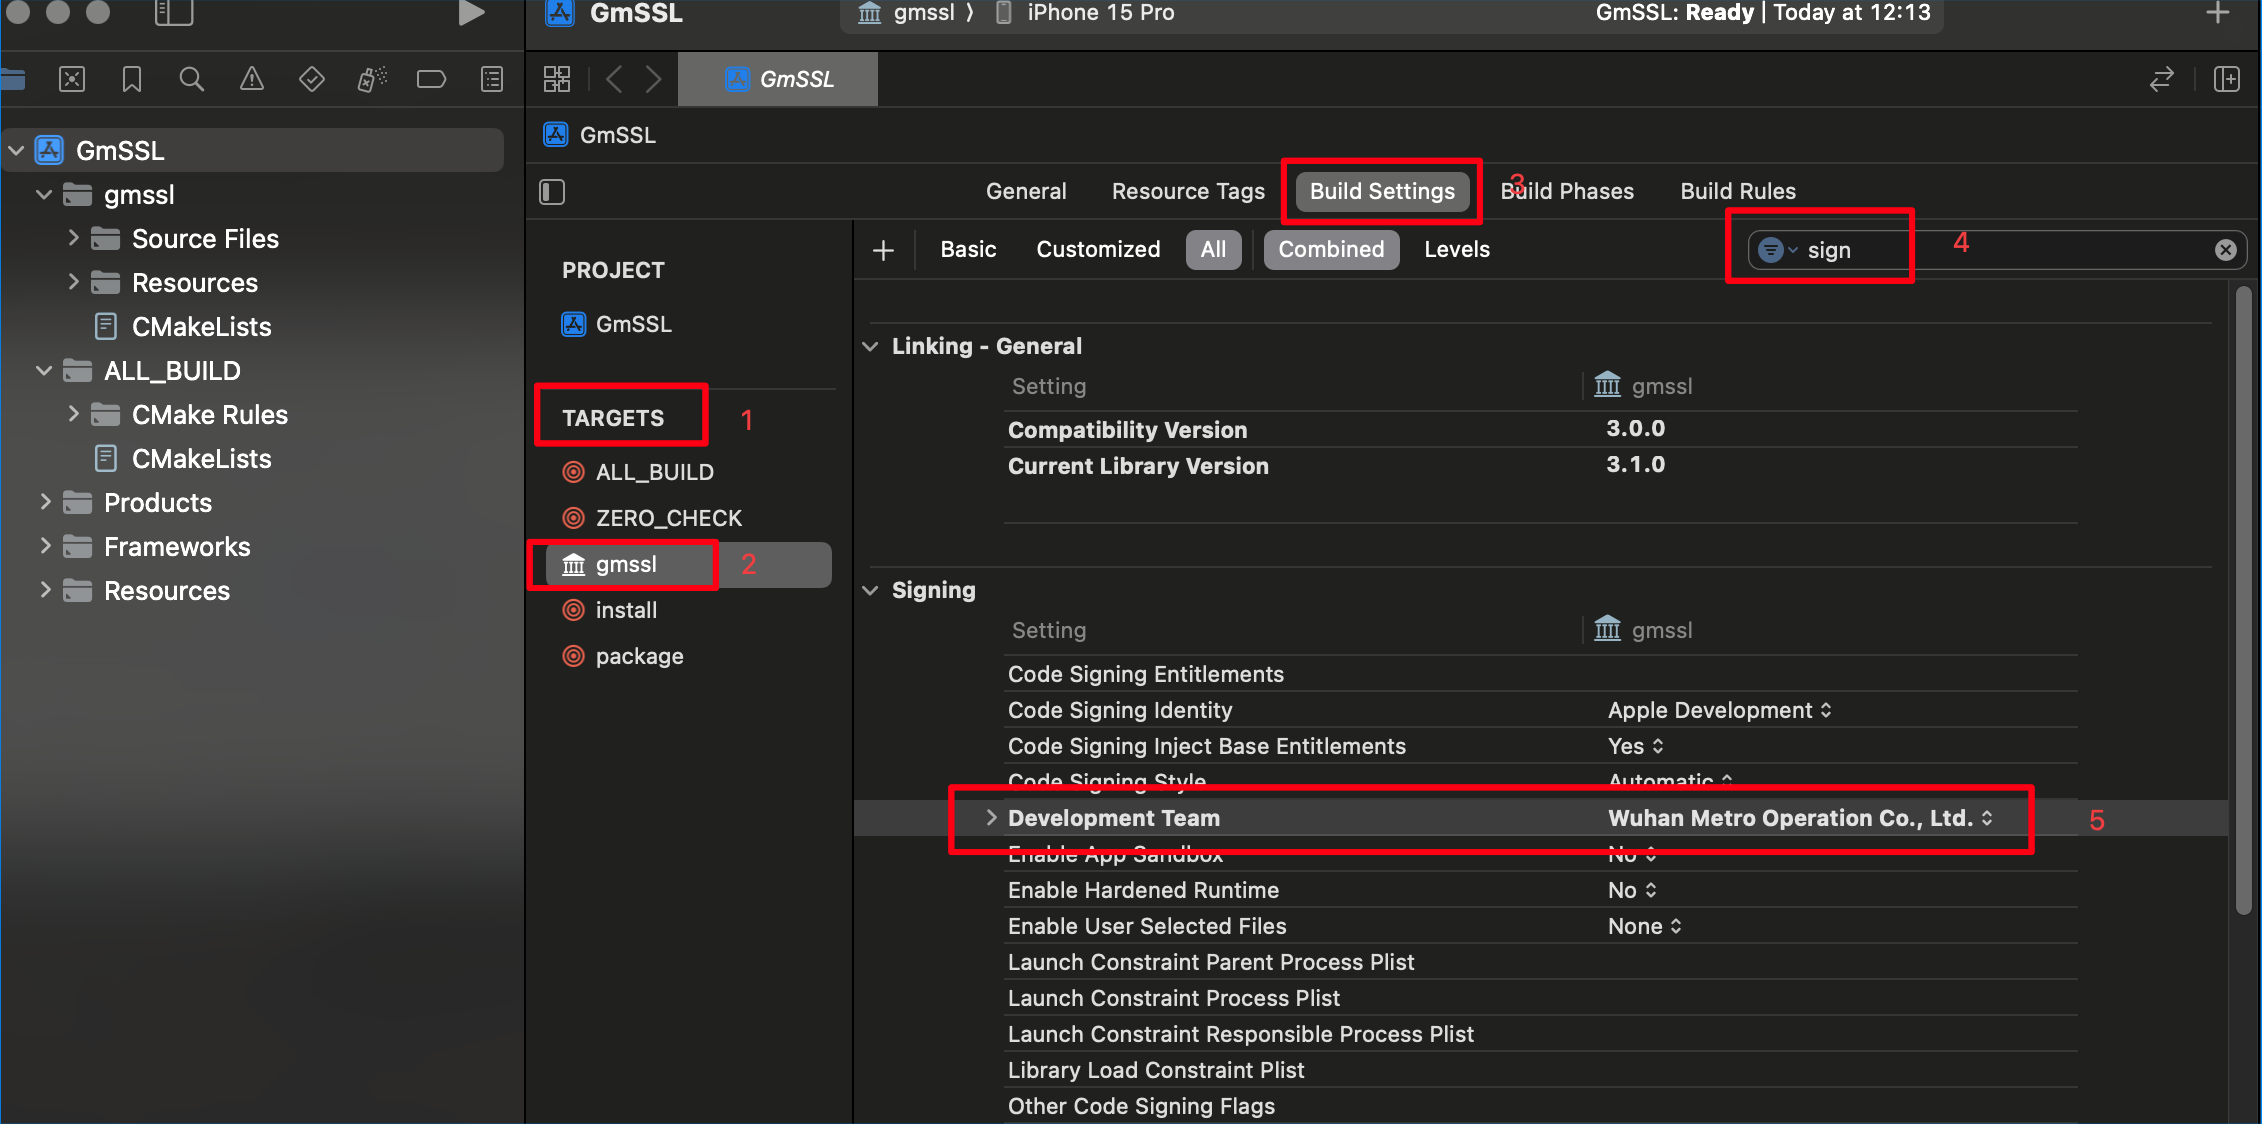 GmSSL
gmssl 〉 iPhone 15 Pro
GmSSL: Ready | Today at 12:13
GmSSL
GmSSL
gmssl
Source Files
Resources
CMakeLists
ALL_BUILD
CMake Rules
CMakeLists
Products
Frameworks
Resources
GmSSL
General
Resource Tags
Build Settings
3
Build Phases
Build Rules
Basic
Customized
All
Combined
Levels
sign
4
PROJECT
GmSSL
TARGETS
1
ALL_BUILD
ZERO_CHECK
gmssl
2
install
package
Linking - General
Setting gmssl
Compatibility Version 3.0.0
Current Library Version 3.1.0
Signing
Setting gmssl
Code Signing Entitlements
Code Signing Identity Apple Development
Code Signing Inject Base Entitlements Yes
Code Signing Style Automatic
Development Team Wuhan Metro Operation Co., Ltd.
5
Enable App Sandbox No
Enable Hardened Runtime No
Enable User Selected Files None
Launch Constraint Parent Process Plist
Launch Constraint Process Plist
Launch Constraint Responsible Process Plist
Library Load Constraint Plist
Other Code Signing Flags